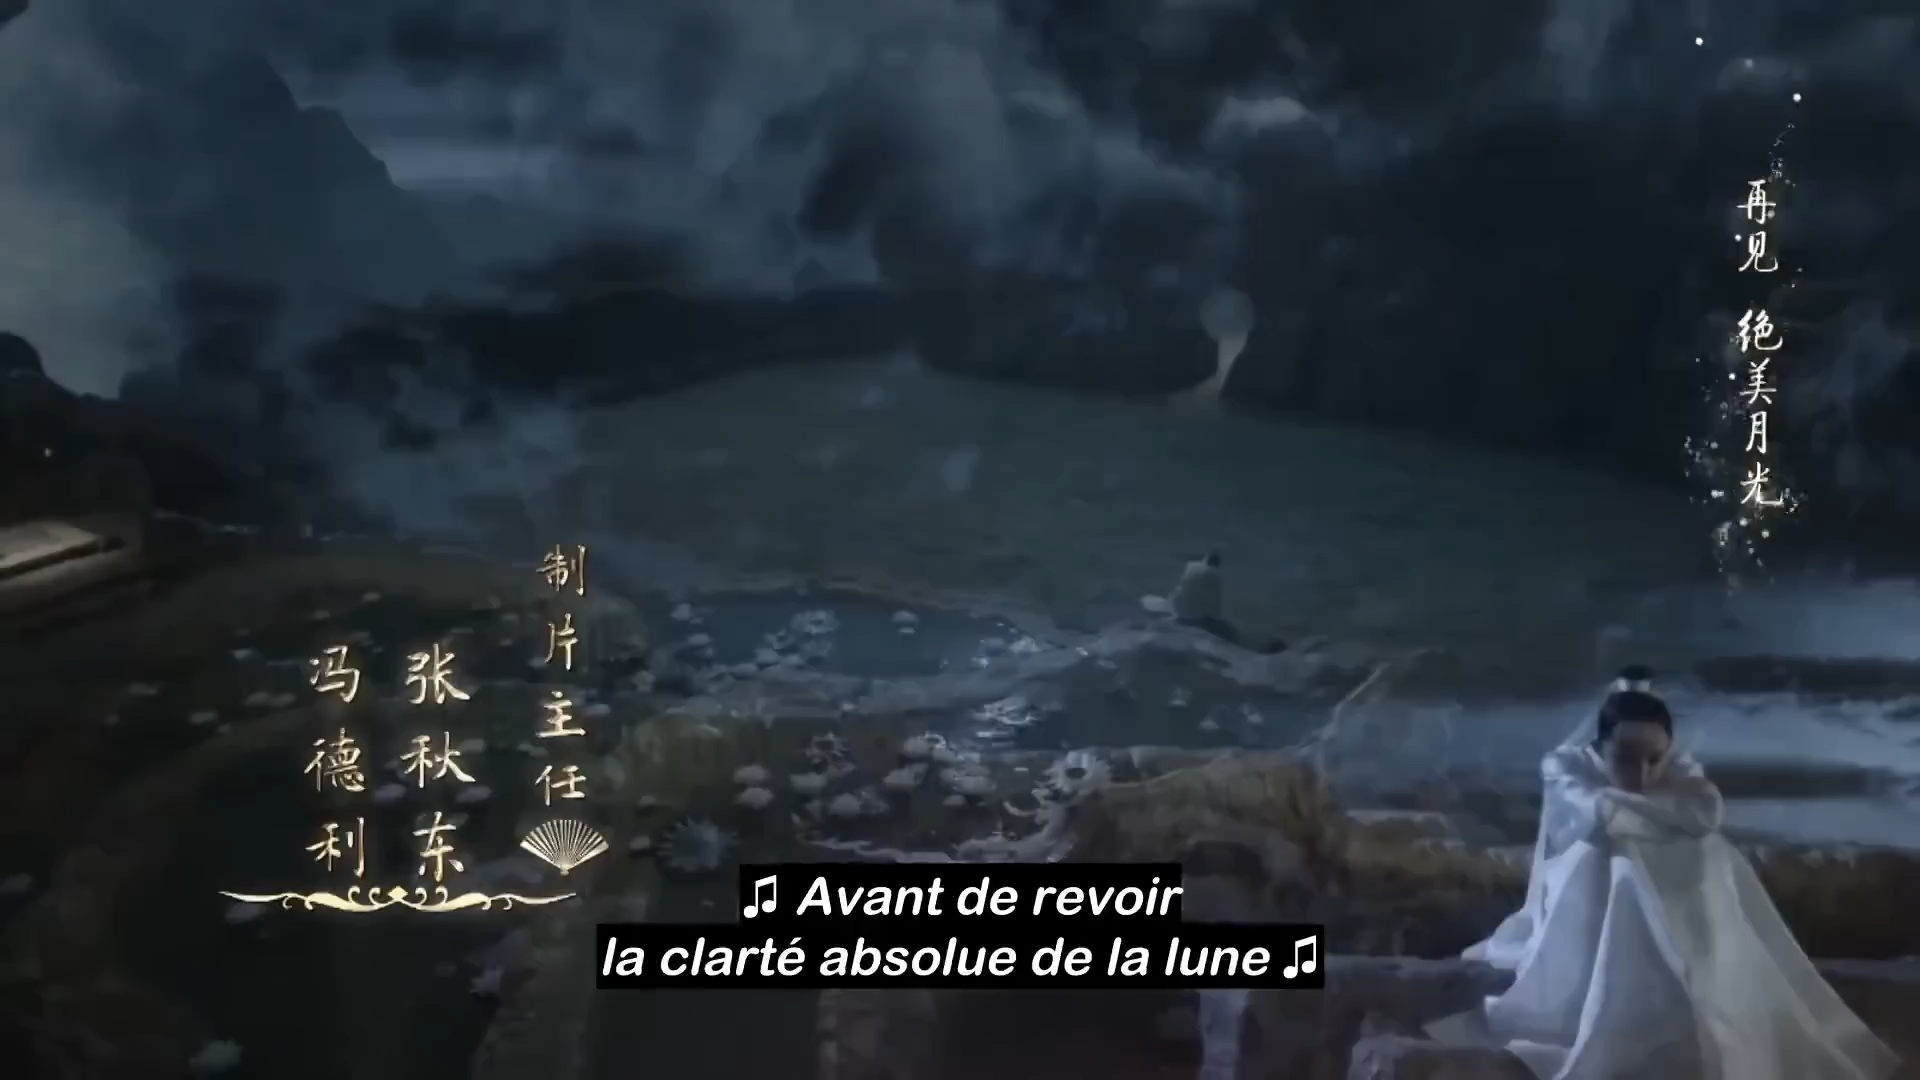 再见 绝美月光
制片主任
张秋东
冯德利
♫ Avant de revoir
la clarté absolue de la lune ♫